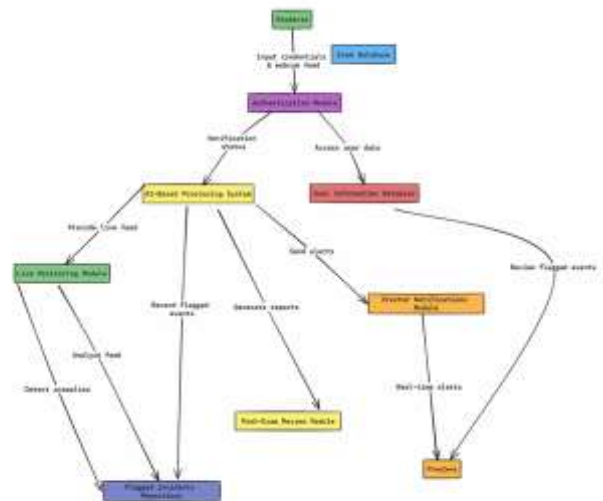 Students
Exam Database
Input credentials
& webcam feed
Authentication Module
Verification
status
Access user data
AI-Based Proctoring System
User Information Database
Provide live feed
Send alerts
Review flagged events
Live Monitoring Module
Record flagged
events
Generate reports
Proctor Notifications
Module
Analyze feed
Detect anomalies
Real-time alerts
Post-Exam Review Module
Proctors
Flagged Incidents
Repository